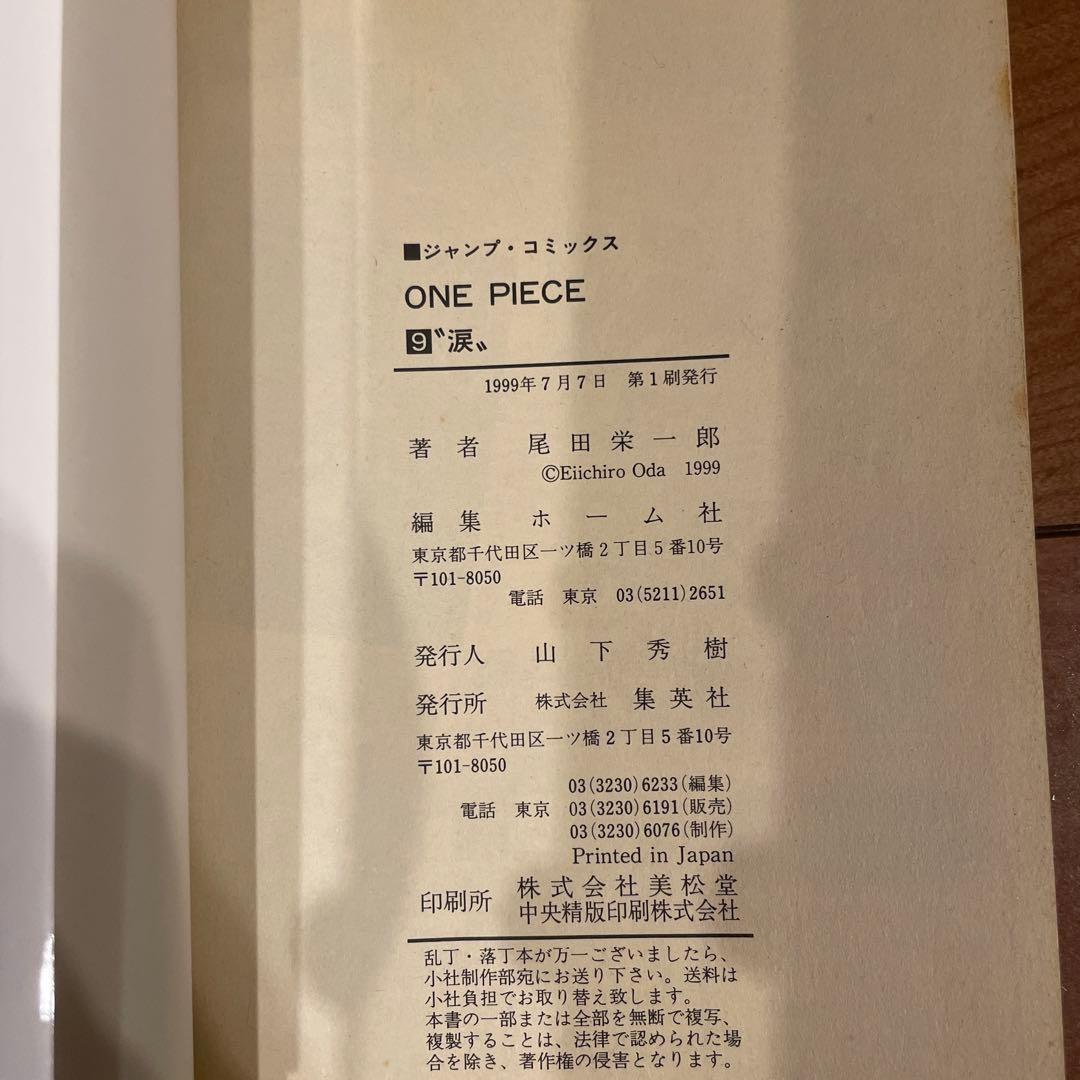 ■ジャンプ・コミックス
ONE PIECE
9〝涙〟
1999年7月7日 第1刷発行
著者 尾田栄一郎
©Eiichiro Oda 1999
編集 ホーム社
東京都千代田区一ツ橋2丁目5番10号
〒101-8050
電話 東京 03(5211)2651
発行人 山下秀樹
発行所 株式会社 集英社
東京都千代田区一ツ橋2丁目5番10号
〒101-8050
03(3230)6233(編集)
電話 東京 03(3230)6191(販売)
03(3230)6076(制作)
Printed in Japan
印刷所 株式会社美松堂
中央精版印刷株式会社
乱丁・落丁本が万一ございましたら、
小社制作部宛にお送り下さい。送料は
小社負担でお取り替え致します。
本書の一部または全部を無断で複写、
複製することは、法律で認められた場
合を除き、著作権の侵害となります。